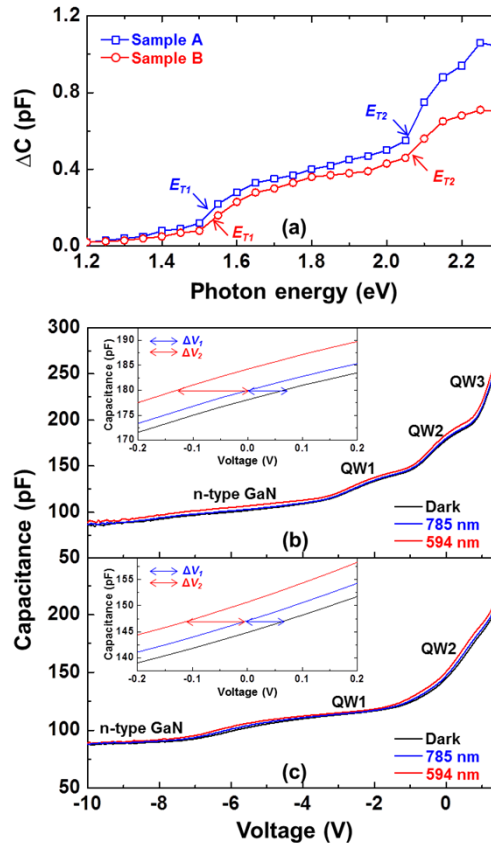 1.2
Sample A
Sample B
ΔC (pF)
0.9
0.6
0.3
0.0
E_T2
E_T1
E_T2
E_T1
(a)
1.2 1.4 1.6 1.8 2.0 2.2
Photon energy (eV)
Capacitance (pF)
300
250
200
150
100
50
Capacitance (pF)
190
185
180
175
170
ΔV_1
ΔV_2
-0.2 -0.1 0.0 0.1 0.2
Voltage (V)
QW3
QW2
QW1
n-type GaN
Dark
785 nm
594 nm
(b)
200
150
100
50
Capacitance (pF)
155
150
145
140
ΔV_1
ΔV_2
-0.2 -0.1 0.0 0.1 0.2
Voltage (V)
QW2
QW1
n-type GaN
Dark
785 nm
594 nm
(c)
-10 -8 -6 -4 -2 0
Voltage (V)